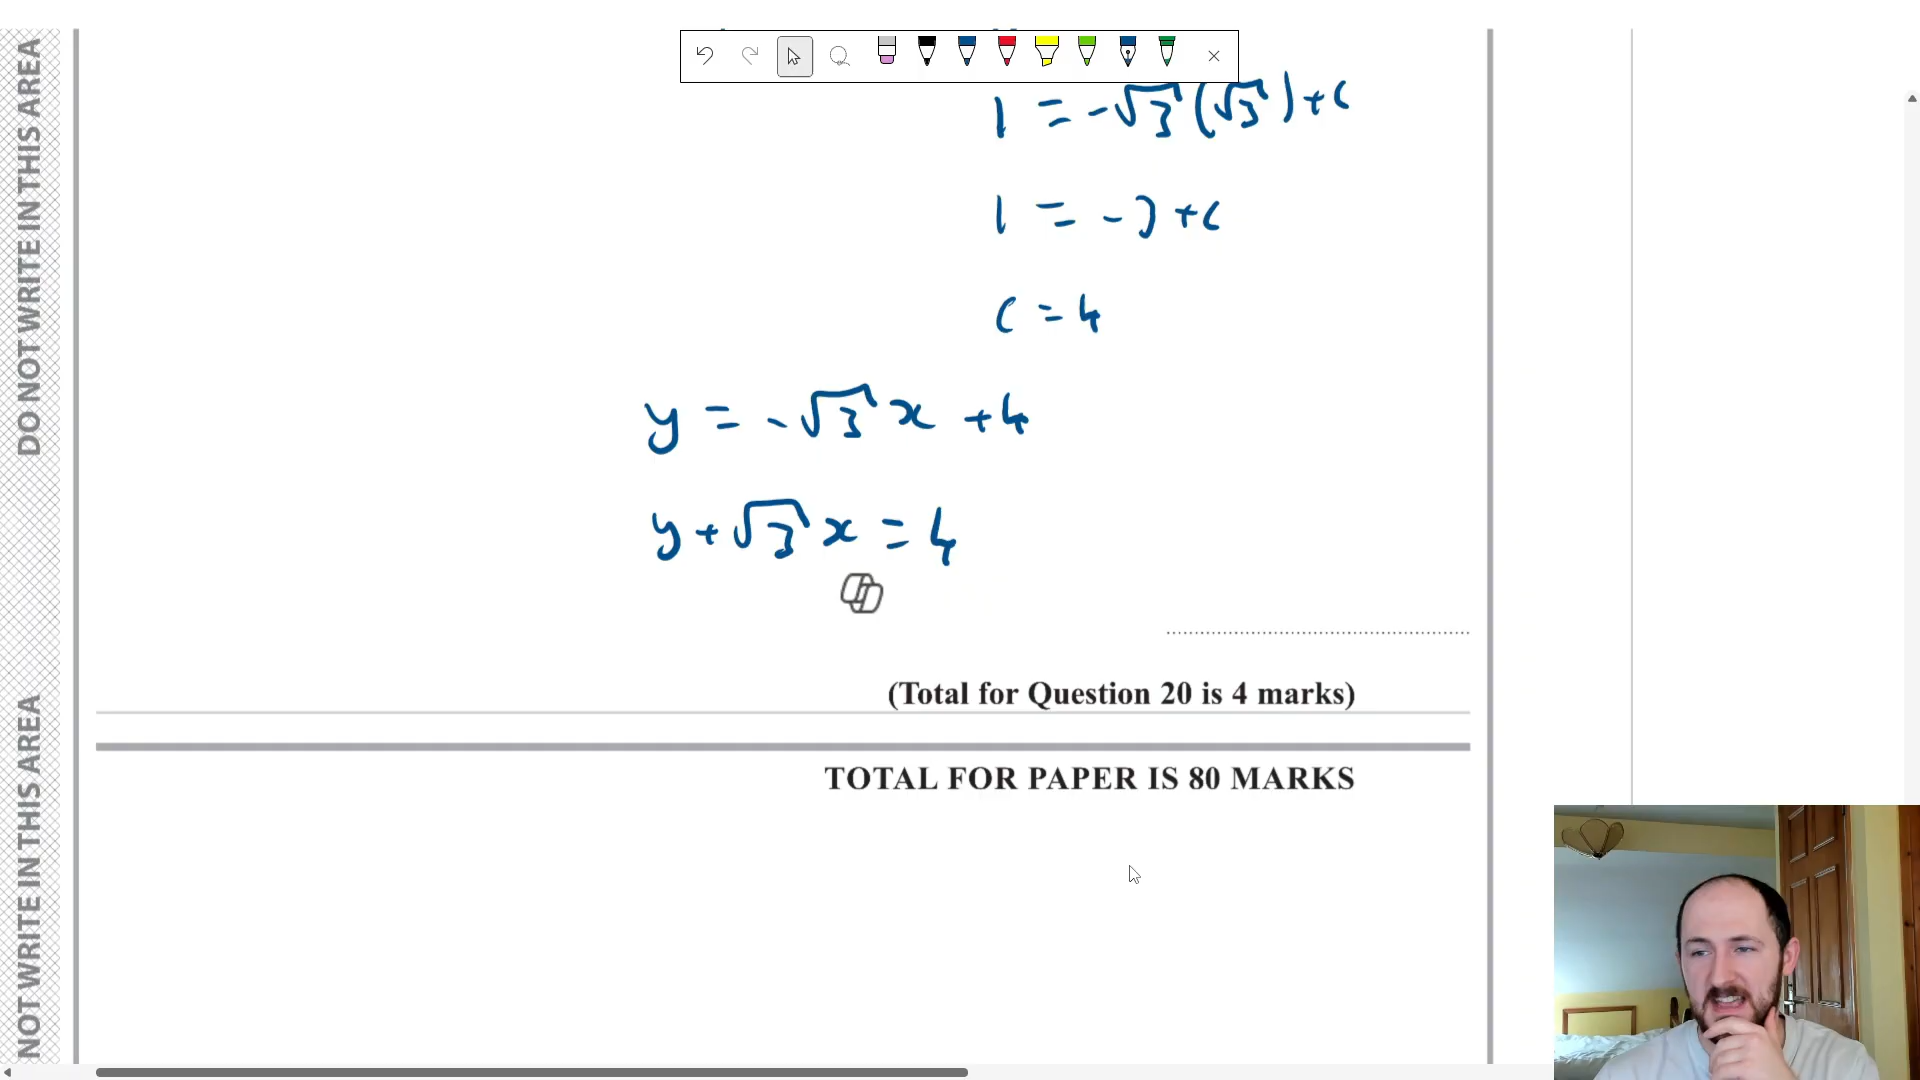 DO NOT WRITE IN THIS AREA
NOT WRITE IN THIS AREA
1 = -√3(√3)+c
1 = -3+c
c = 4
y = -√3x +4
y+√3x = 4
(Total for Question 20 is 4 marks)
TOTAL FOR PAPER IS 80 MARKS